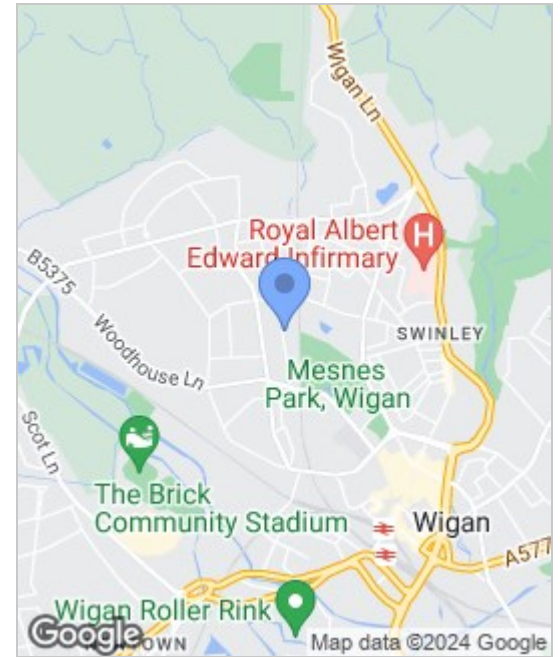 Wigan Ln
Royal Albert
Edward Infirmary
H
B5375
Woodhouse Ln
SWINLEY
Mesnes
Park, Wigan
Scot Ln
The Brick
Community Stadium
Wigan
A577
Wigan Roller Rink
TOWN
Google
Map data ©2024 Google